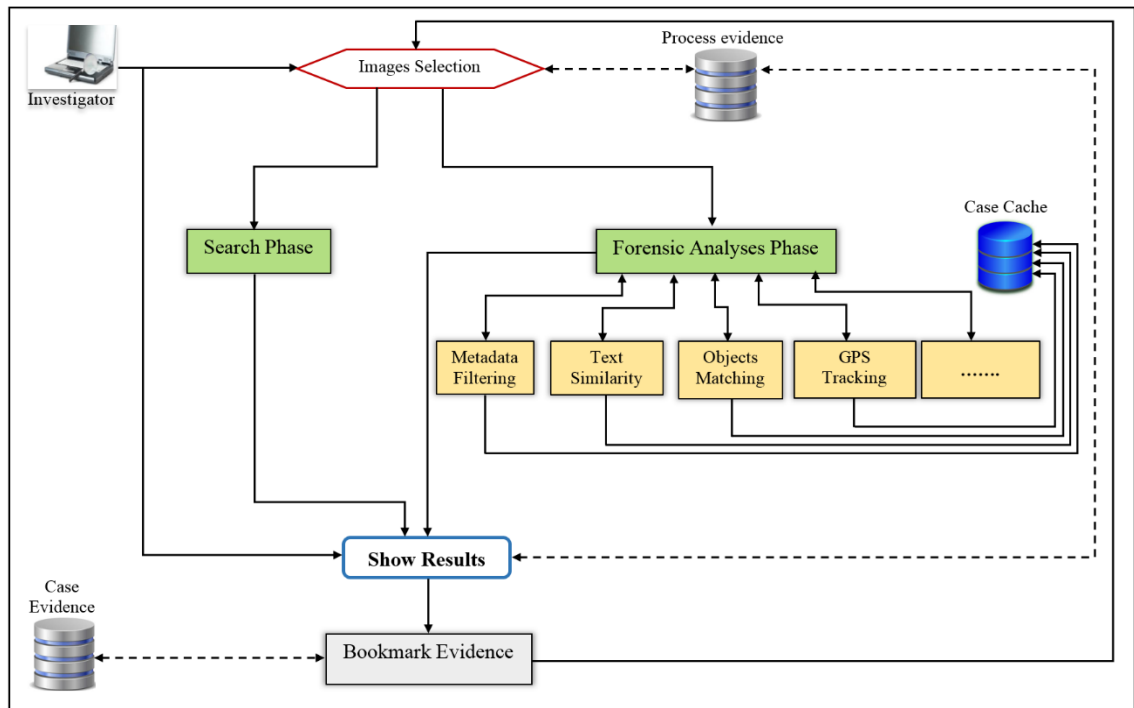 Process evidence
Images Selection
Investigator
Case Cache
Search Phase
Forensic Analyses Phase
Metadata
Filtering
Text
Similarity
Objects
Matching
GPS
Tracking
.......
Show Results
Case
Evidence
Bookmark Evidence